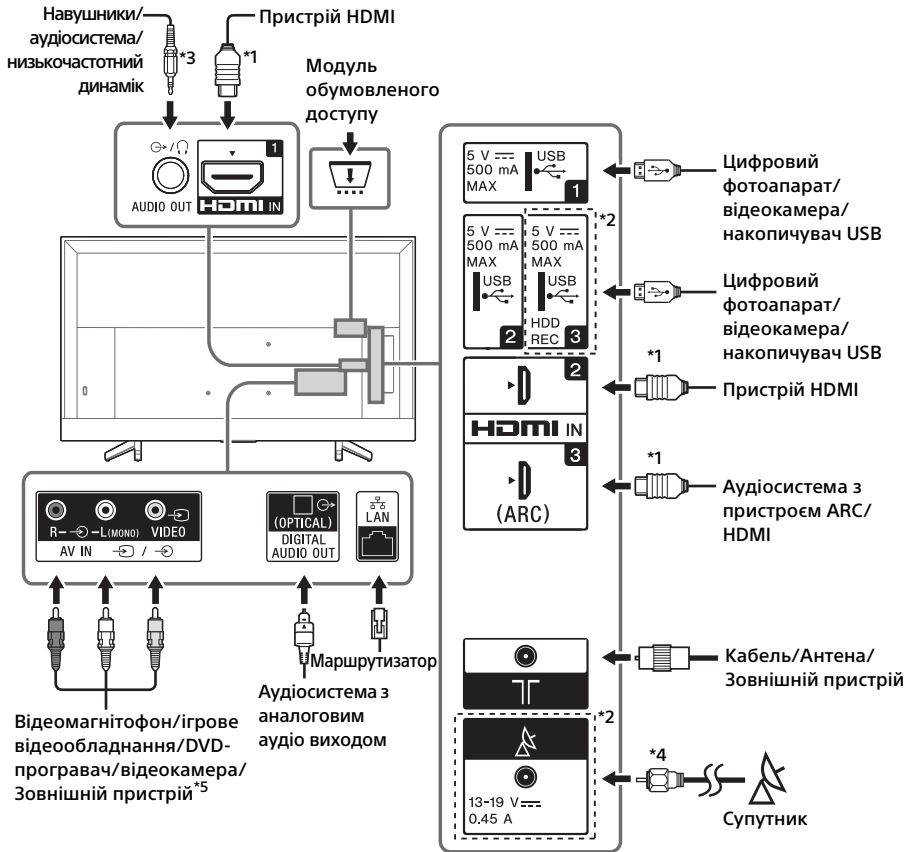 Навушники/
аудіосистема/
низькочастотний
динамік
*3
Пристрій HDMI
*1
Модуль
обумовленого
доступу
AUDIO OUT
1
HDMI IN
5 V
500 mA
MAX
USB
1
Цифровий
фотоапарат/
відеокамера/
накопичувач USB
*2
5 V
500 mA
MAX
USB
2
5 V
500 mA
MAX
USB
HDD
REC
3
Цифровий
фотоапарат/
відеокамера/
накопичувач USB
2
*1
Пристрій HDMI
HDMI IN
3
(ARC)
*1
Аудіосистема з
пристроєм ARC/
HDMI
R
L(MONO)
VIDEO
AV IN
/
(OPTICAL)
DIGITAL
AUDIO OUT
LAN
Маршрутизатор
Аудіосистема з
аналоговим
аудіо виходом
Відеомагнітофон/ігрове
відеообладнання/DVD-
програвач/відеокамера/
Зовнішній пристрій*5
Кабель/Антена/
Зовнішній пристрій
*2
13-19 V
0.45 A
*4
Супутник